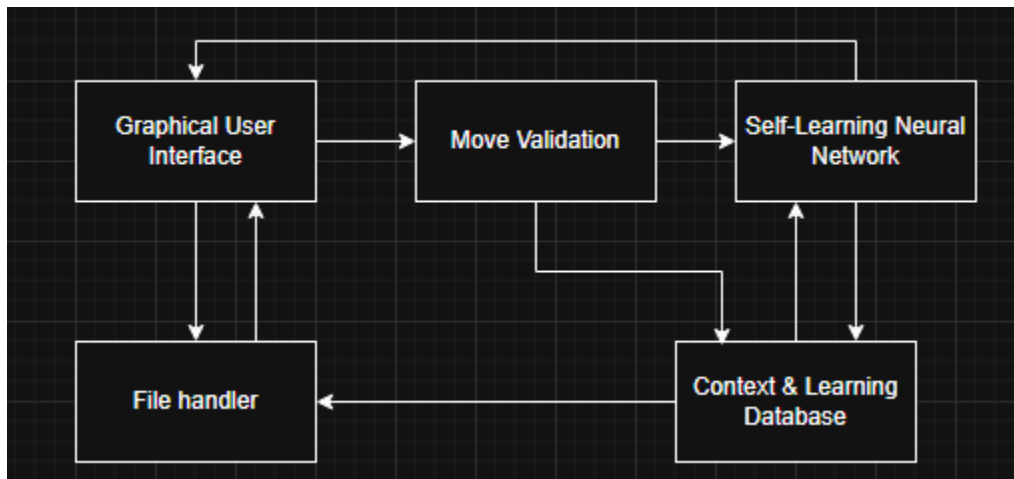 Graphical User
Interface
Move Validation
Self-Learning Neural
Network
File handler
Context & Learning
Database